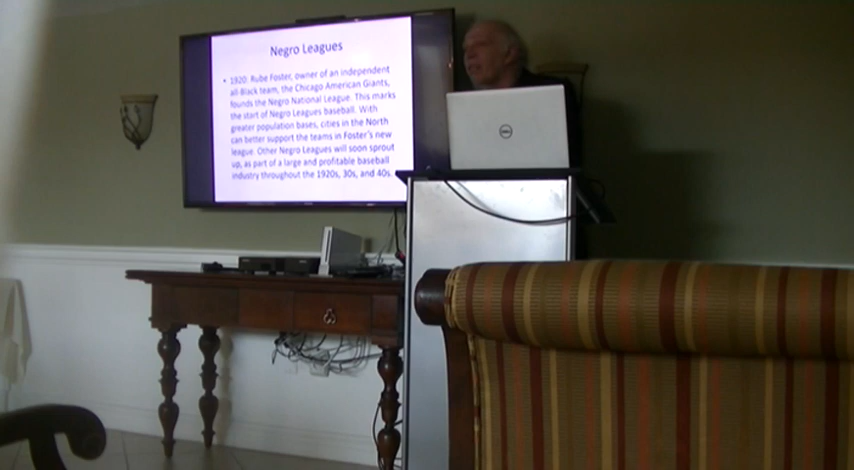 Negro Leagues
• 1920: Rube Foster, owner of an independent
all-Black team, the Chicago American Giants,
founds the Negro National League. This marks
the start of Negro Leagues baseball. With
greater population bases, cities in the North
can better support the teams in Foster's new
league. Other Negro Leagues will soon sprout
up, as part of a large and profitable baseball
industry throughout the 1920s, 30s, and 40s.
DELL